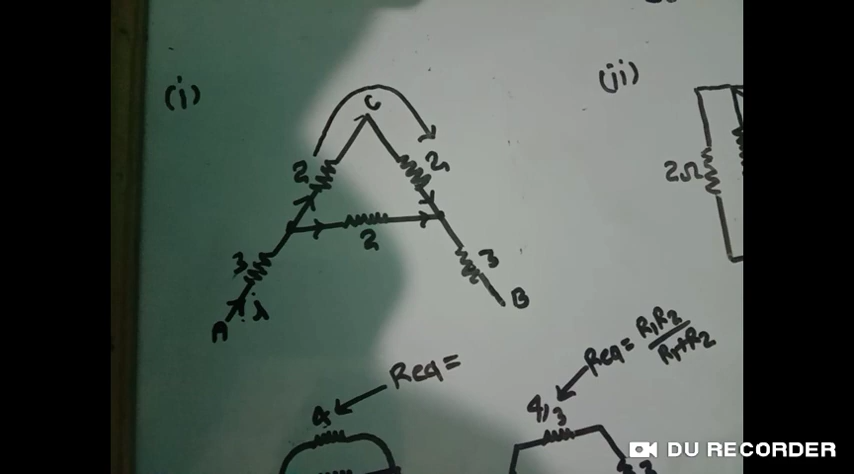 (i)
(ii)
C
2
2
2
2Ω
3
3
A
i
B
Req =
Req = R1R2 / R1+R2
4
4/3
DU RECORDER